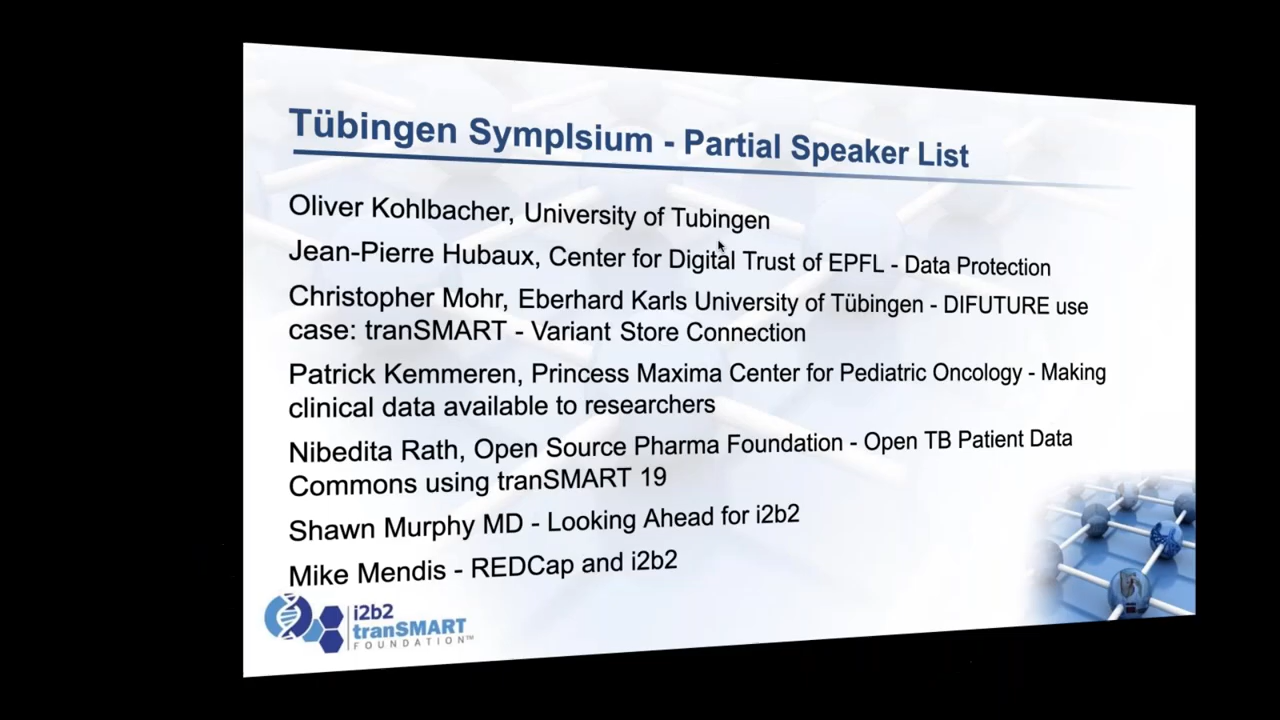 Tübingen Symplsium - Partial Speaker List
Oliver Kohlbacher, University of Tubingen
Jean-Pierre Hubaux, Center for Digital Trust of EPFL - Data Protection
Christopher Mohr, Eberhard Karls University of Tübingen - DIFUTURE use
case: tranSMART - Variant Store Connection
Patrick Kemmeren, Princess Maxima Center for Pediatric Oncology - Making
clinical data available to researchers
Nibedita Rath, Open Source Pharma Foundation - Open TB Patient Data
Commons using tranSMART 19
Shawn Murphy MD - Looking Ahead for i2b2
Mike Mendis - REDCap and i2b2
i2b2
tranSMART
FOUNDATION™